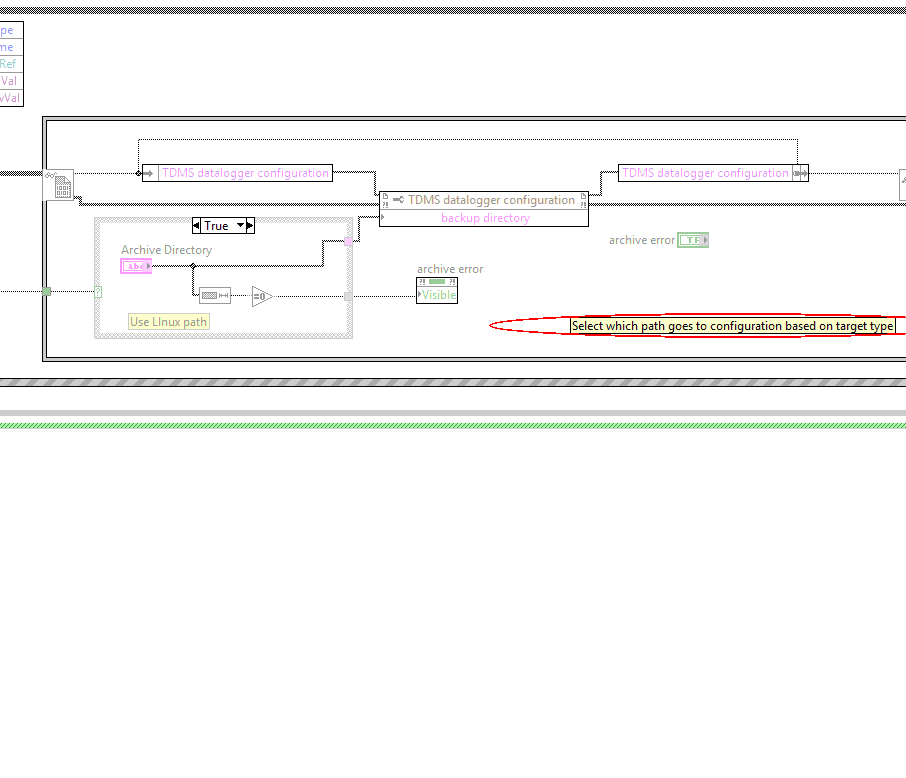 pe
me
Ref
Val
vVal
TDMS datalogger configuration
TDMS datalogger configuration
TDMS datalogger configuration
backup directory
True
Archive Directory
abc
archive error
TF
archive error
Visible
=0
?
Use LInux path
Select which path goes to configuration based on target type